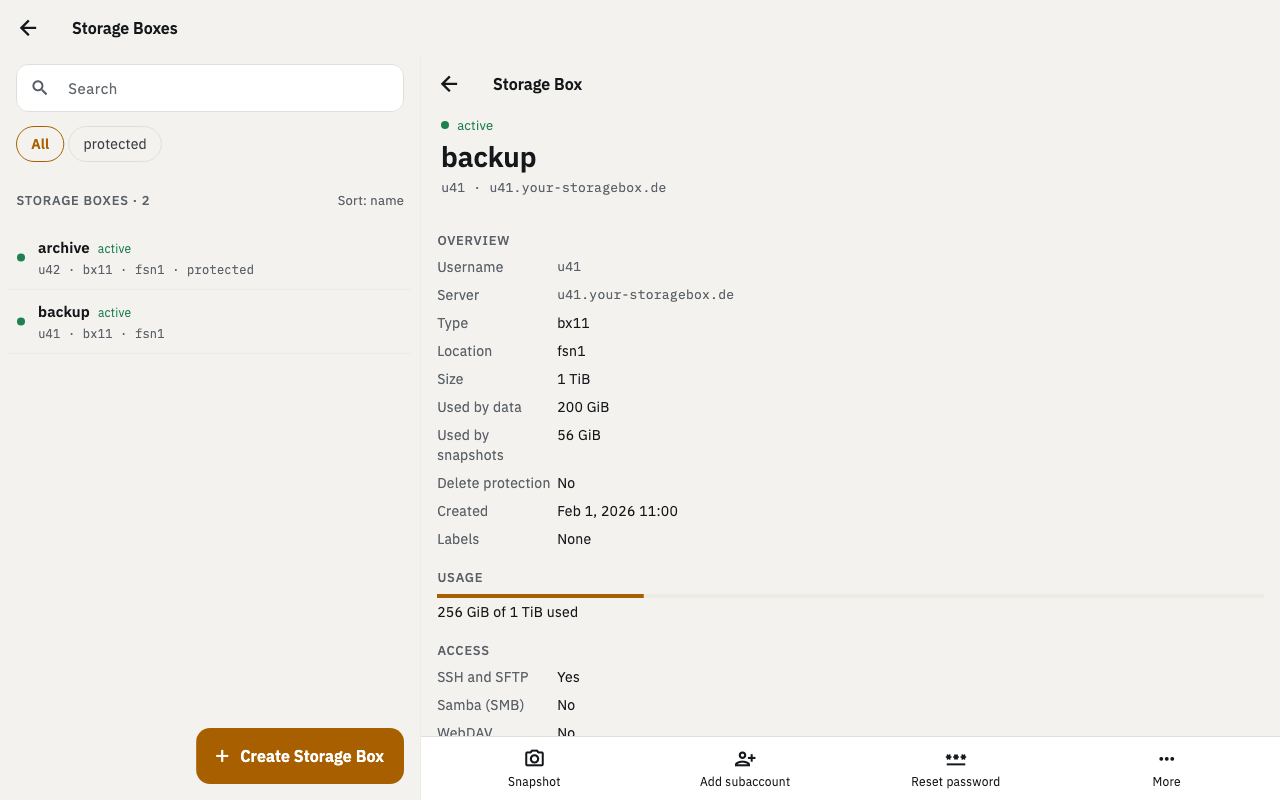 Storage Boxes
Search
All
protected
STORAGE BOXES · 2
Sort: name
archive active
u42 · bx11 · fsn1 · protected
backup active
u41 · bx11 · fsn1
Create Storage Box
Storage Box
active
backup
u41 · u41.your-storagebox.de
OVERVIEW
Username u41
Server u41.your-storagebox.de
Type bx11
Location fsn1
Size 1 TiB
Used by data 200 GiB
Used by snapshots 56 GiB
Delete protection No
Created Feb 1, 2026 11:00
Labels None
USAGE
256 GiB of 1 TiB used
ACCESS
SSH and SFTP Yes
Samba (SMB) No
WebDAV No
Snapshot
Add subaccount
Reset password
More